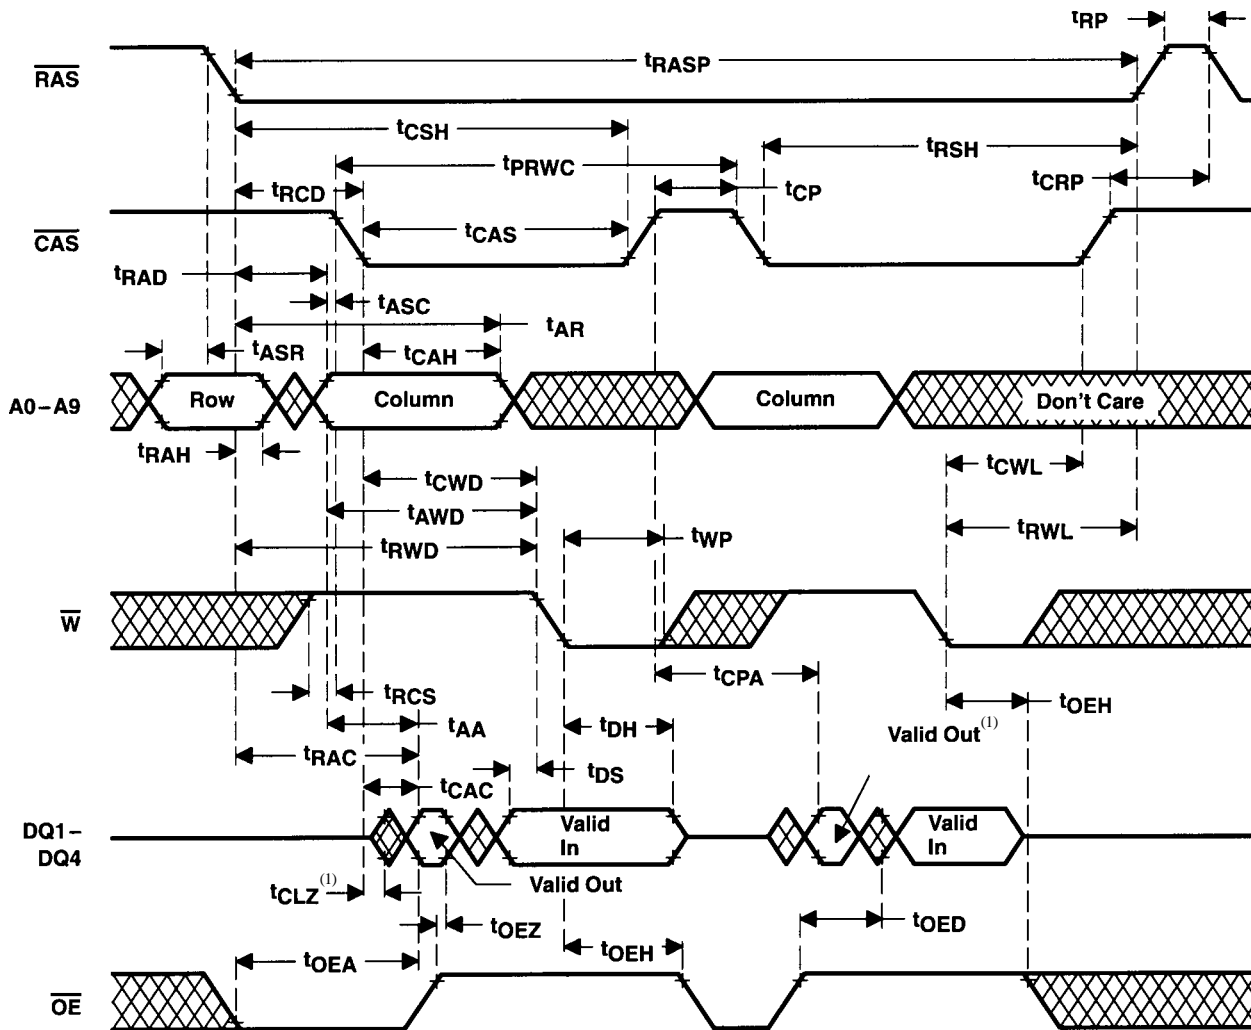 tRP
RAS
tRASP
tCSH
tRSH
tPRWC
tCRP
tRCD
tCP
CAS
tCAS
tRAD
tASC
tAR
tASR
tCAH
A0–A9
Row
Column
Column
Don't Care
tRAH
tCWD
tCWL
tAWD
tRWD
tWP
tRWL
W
tCPA
tRCS
tOEH
tAA
tDH
Valid Out(1)
tRAC
tDS
tCAC
DQ1–
DQ4
Valid
In
Valid
In
tCLZ(1)
Valid Out
tOEZ
tOED
tOEA
tOEH
OE